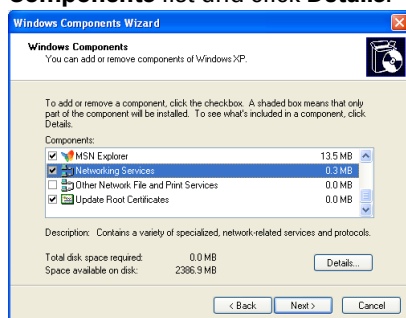 Components list and click Details.
Windows Components Wizard
Windows Components
You can add or remove components of Windows XP.
To add or remove a component, click the checkbox. A shaded box means that only
part of the component will be installed. To see what's included in a component, click
Details.
Components:
MSN Explorer 13.5 MB
Networking Services 0.3 MB
Other Network File and Print Services 0.0 MB
Update Root Certificates 0.0 MB
Description: Contains a variety of specialized, network-related services and protocols.
Total disk space required: 0.0 MB
Space available on disk: 2386.9 MB
Details...
< Back Next > Cancel